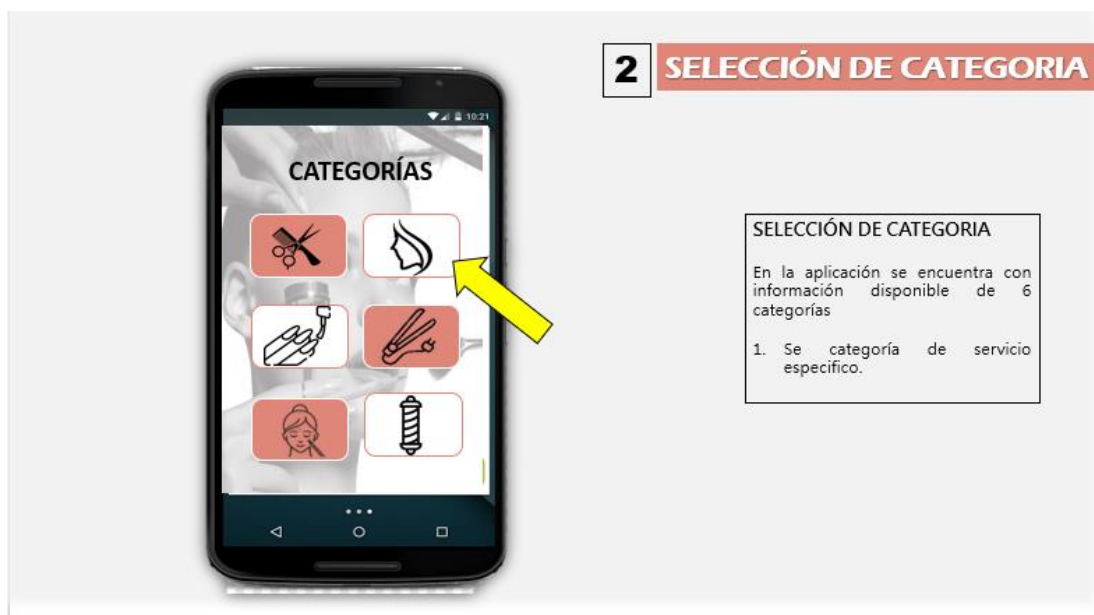 2 SELECCIÓN DE CATEGORIA
10:21
CATEGORÍAS
SELECCIÓN DE CATEGORIA
En la aplicación se encuentra con
información disponible de 6
categorías
1. Se categoría de servicio
especifico.